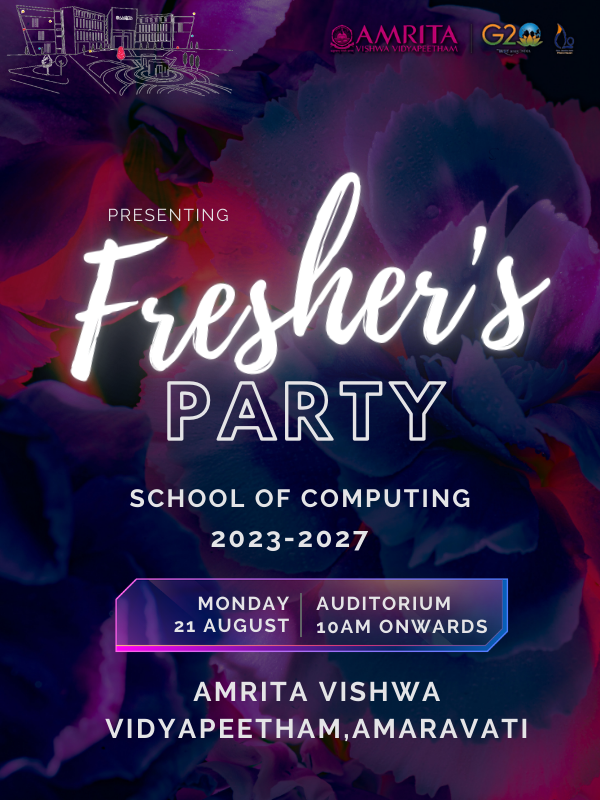 AMRITA
VISHWA VIDYAPEETHAM
G20
PRESENTING
Fresher's
PARTY
SCHOOL OF COMPUTING
2023-2027
MONDAY
21 AUGUST
AUDITORIUM
10AM ONWARDS
AMRITA VISHWA
VIDYAPEETHAM,AMARAVATI